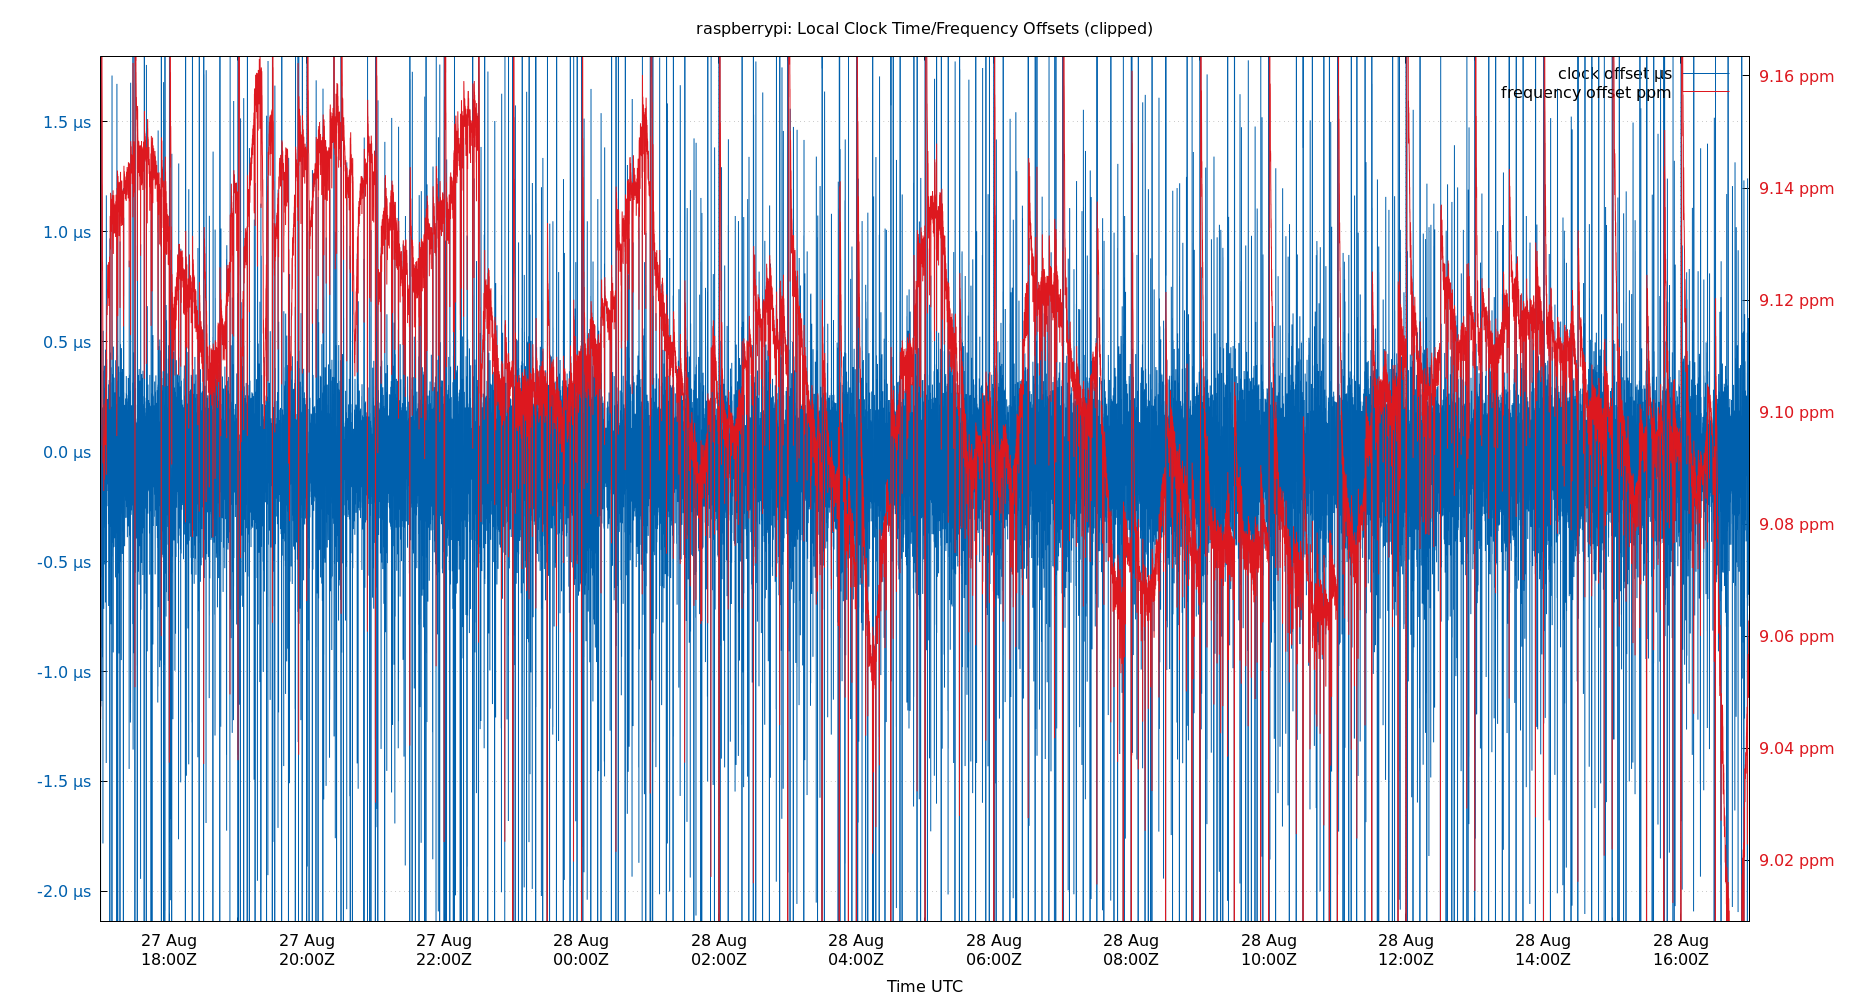 raspberrypi: Local Clock Time/Frequency Offsets (clipped)
clock offset µs
frequency offset ppm
1.5 µs
1.0 µs
0.5 µs
0.0 µs
-0.5 µs
-1.0 µs
-1.5 µs
-2.0 µs
9.16 ppm
9.14 ppm
9.12 ppm
9.10 ppm
9.08 ppm
9.06 ppm
9.04 ppm
9.02 ppm
27 Aug 27 Aug 27 Aug 28 Aug 28 Aug 28 Aug 28 Aug 28 Aug 28 Aug 28 Aug 28 Aug 28 Aug
18:00Z 20:00Z 22:00Z 00:00Z 02:00Z 04:00Z 06:00Z 08:00Z 10:00Z 12:00Z 14:00Z 16:00Z
Time UTC